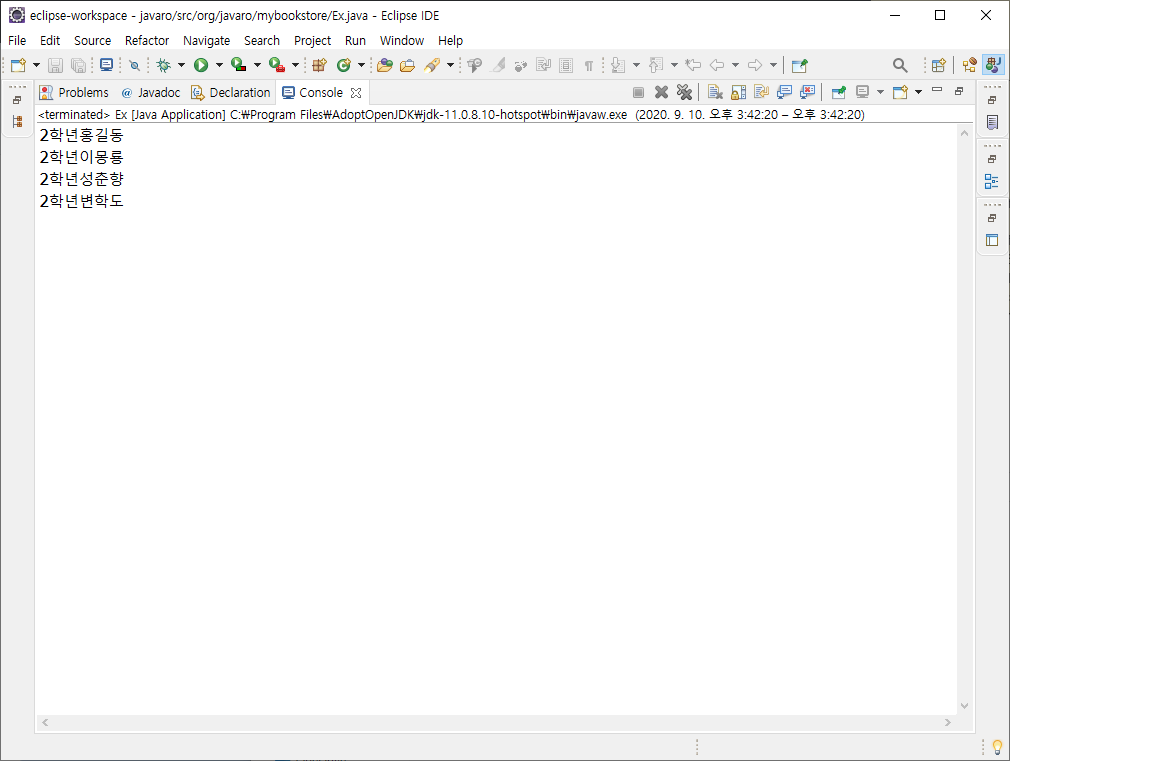 eclipse-workspace - javaro/src/org/javaro/mybookstore/Ex.java - Eclipse IDE
File Edit Source Refactor Navigate Search Project Run Window Help
Problems @ Javadoc Declaration Console
<terminated> Ex [Java Application] C:₩Program Files₩AdoptOpenJDK₩jdk-11.0.8.10-hotspot₩bin₩javaw.exe (2020. 9. 10. 오후 3:42:20 – 오후 3:42:20)
2학년홍길동
2학년이몽룡
2학년성춘향
2학년변학도